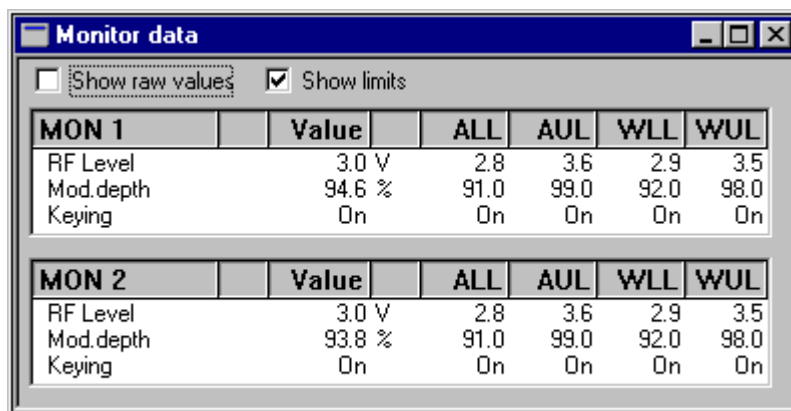 Monitor data
Show raw values Show limits
MON 1 Value ALL AUL WLL WUL
RF Level 3.0 V 2.8 3.6 2.9 3.5
Mod.depth 94.6 % 91.0 99.0 92.0 98.0
Keying On On On On On
MON 2 Value ALL AUL WLL WUL
RF Level 3.0 V 2.8 3.6 2.9 3.5
Mod.depth 93.8 % 91.0 99.0 92.0 98.0
Keying On On On On On